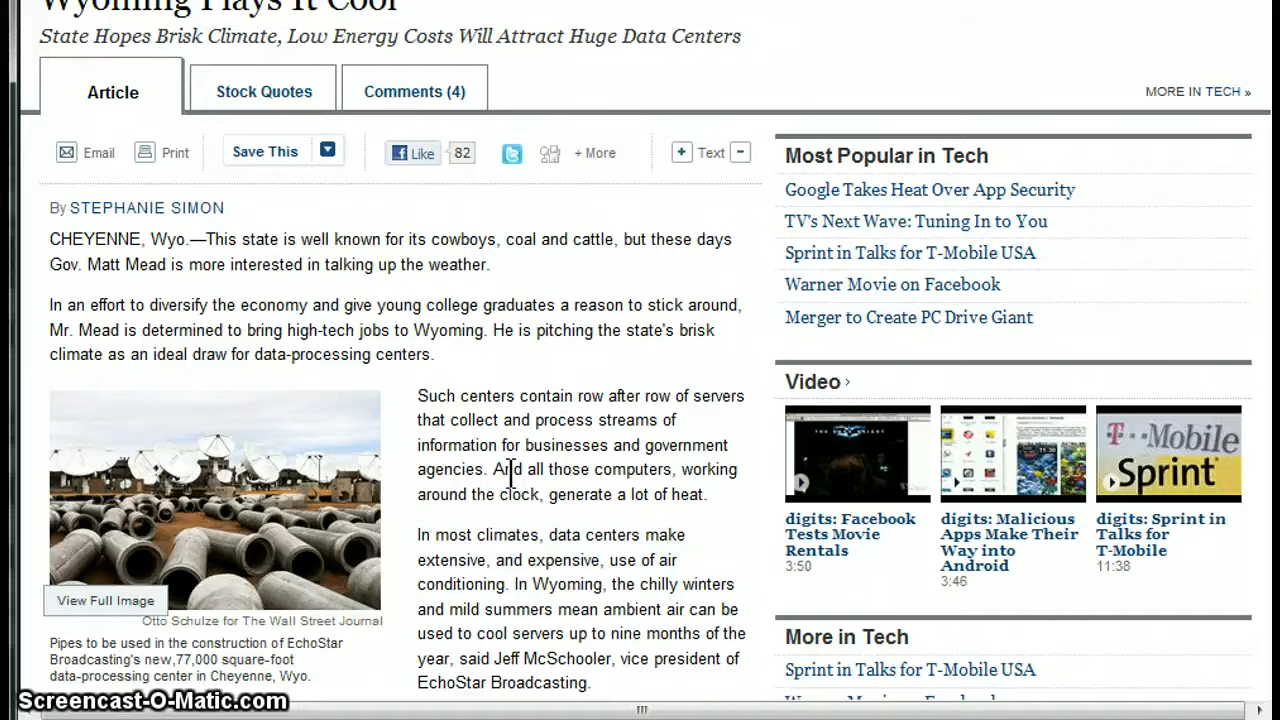 Wyoming Plays It Cool
State Hopes Brisk Climate, Low Energy Costs Will Attract Huge Data Centers
Article
Stock Quotes
Comments (4)
MORE IN TECH »
Email
Print
Save This
Like
82
+ More
+ Text -
By STEPHANIE SIMON
CHEYENNE, Wyo.—This state is well known for its cowboys, coal and cattle, but these days
Gov. Matt Mead is more interested in talking up the weather.
In an effort to diversify the economy and give young college graduates a reason to stick around,
Mr. Mead is determined to bring high-tech jobs to Wyoming. He is pitching the state's brisk
climate as an ideal draw for data-processing centers.
Such centers contain row after row of servers
that collect and process streams of
information for businesses and government
agencies. And all those computers, working
around the clock, generate a lot of heat.
In most climates, data centers make
extensive, and expensive, use of air
conditioning. In Wyoming, the chilly winters
and mild summers mean ambient air can be
used to cool servers up to nine months of the
year, said Jeff McSchooler, vice president of
EchoStar Broadcasting.
View Full Image
Otto Schulze for The Wall Street Journal
Pipes to be used in the construction of EchoStar
Broadcasting's new,77,000 square-foot
data-processing center in Cheyenne, Wyo.
Most Popular in Tech
Google Takes Heat Over App Security
TV's Next Wave: Tuning In to You
Sprint in Talks for T-Mobile USA
Warner Movie on Facebook
Merger to Create PC Drive Giant
Video ›
T-Mobile
Sprint
digits: Facebook
Tests Movie
Rentals
3:50
digits: Malicious
Apps Make Their
Way into
Android
3:46
digits: Sprint in
Talks for
T-Mobile
11:38
More in Tech
Sprint in Talks for T-Mobile USA
Screencast-O-Matic.com